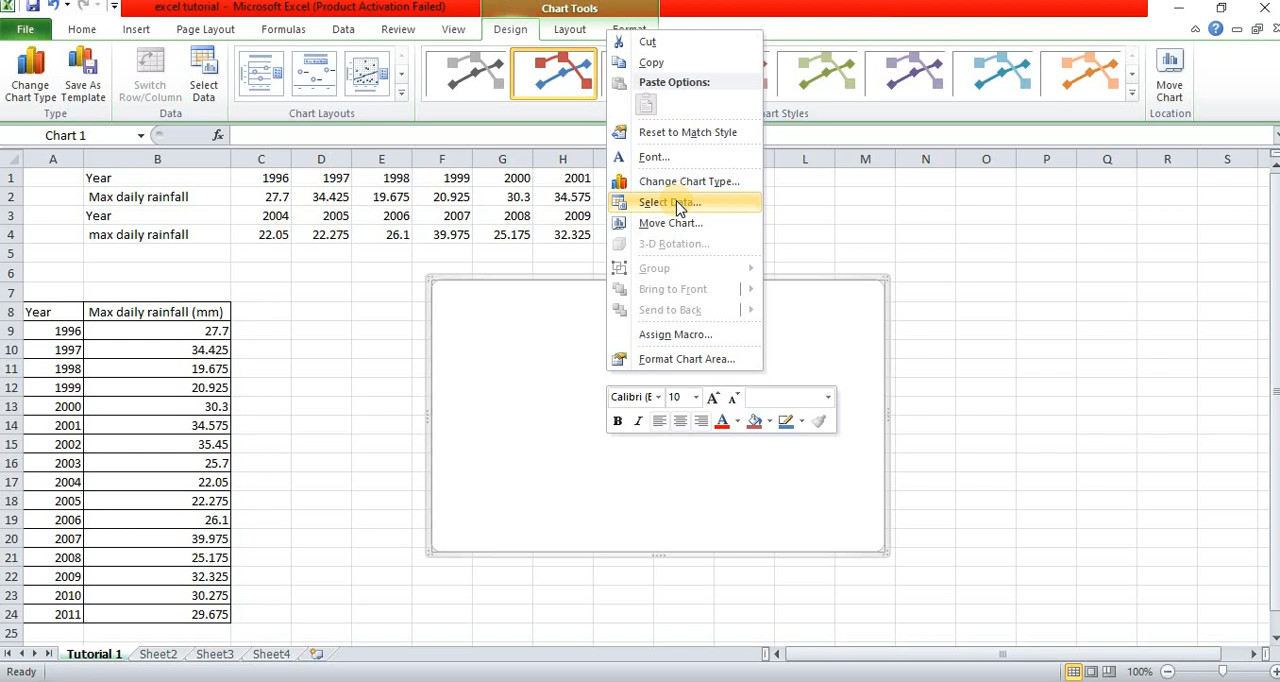 excel tutorial - Microsoft Excel (Product Activation Failed)
Chart Tools
File Home Insert Page Layout Formulas Data Review View Design Layout Format
Change Chart Type
Save As Template
Switch Row/Column
Select Data
Move Chart
Type Data Chart Layouts art Styles Location
Chart 1 fx
A B C D E F G H L M N O P Q R S
1 Year 1996 1997 1998 1999 2000 2001
2 Max daily rainfall 27.7 34.425 19.675 20.925 30.3 34.575
3 Year 2004 2005 2006 2007 2008 2009
4 max daily rainfall 22.05 22.275 26.1 39.975 25.175 32.325
5
6
7
8 Year Max daily rainfall (mm)
9 1996 27.7
10 1997 34.425
11 1998 19.675
12 1999 20.925
13 2000 30.3
14 2001 34.575
15 2002 35.45
16 2003 25.7
17 2004 22.05
18 2005 22.275
19 2006 26.1
20 2007 39.975
21 2008 25.175
22 2009 32.325
23 2010 30.275
24 2011 29.675
25
Cut
Copy
Paste Options:
Reset to Match Style
A Font...
Change Chart Type...
Select Data...
Move Chart...
3-D Rotation...
Group
Bring to Front
Send to Back
Assign Macro...
Format Chart Area...
Calibri (E 10 A A
B I A
Tutorial 1 Sheet2 Sheet3 Sheet4
Ready 100%